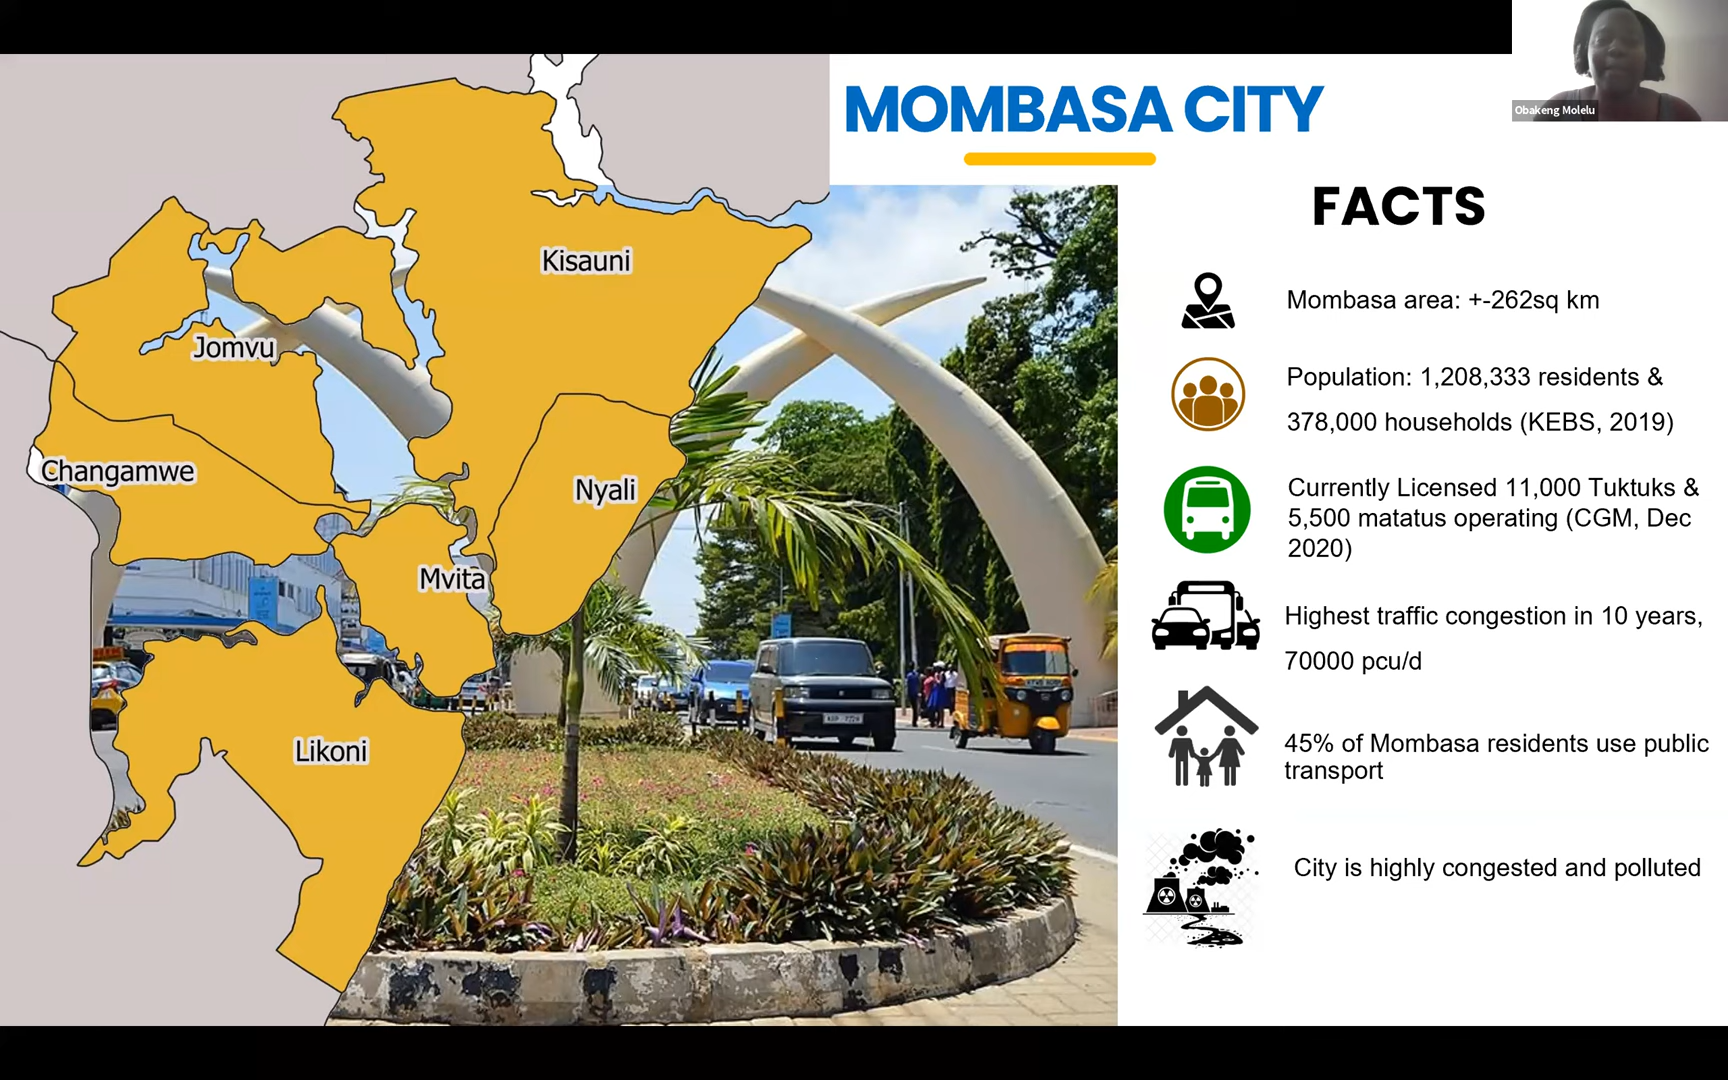 MOMBASA CITY
Obakeng Molelu
FACTS
Mombasa area: +-262sq km
Population: 1,208,333 residents &
378,000 households (KEBS, 2019)
Currently Licensed 11,000 Tuktuks &
5,500 matatus operating (CGM, Dec
2020)
Highest traffic congestion in 10 years,
70000 pcu/d
45% of Mombasa residents use public
transport
City is highly congested and polluted
Kisauni
Jomvu
Changamwe
Nyali
Mvita
Likoni